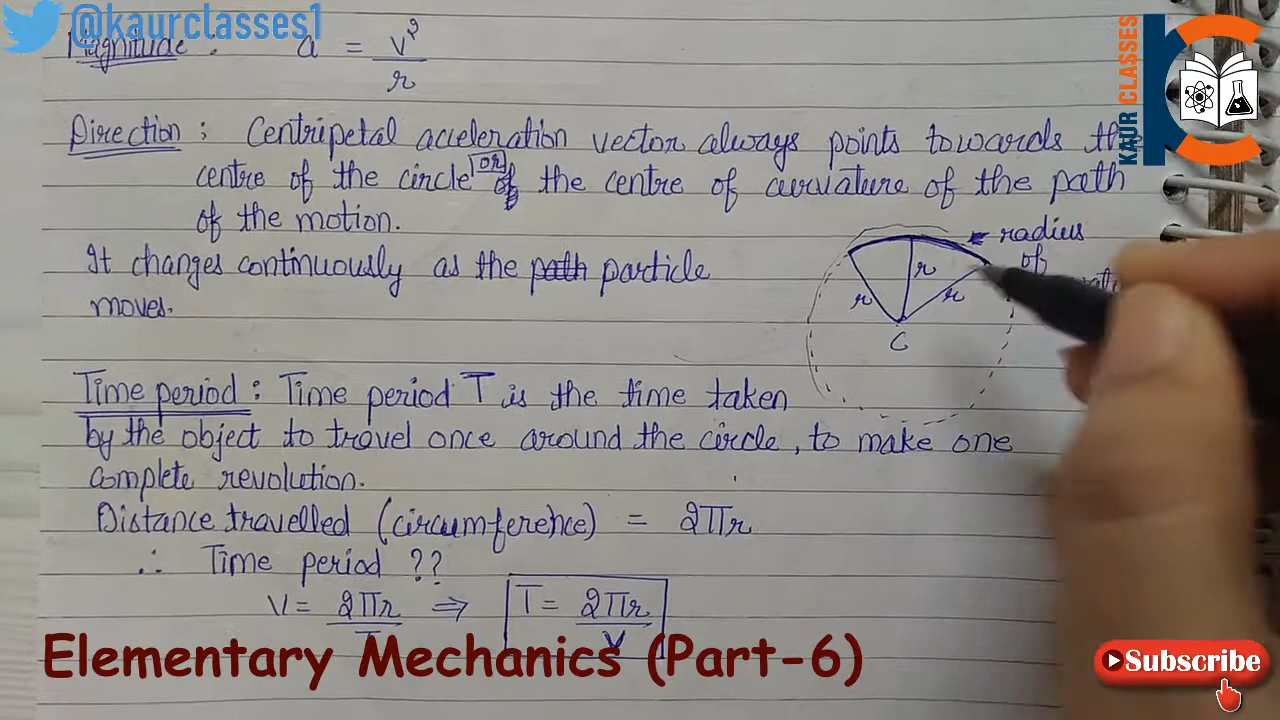 @kaurclasses1
Magnitude : a = v²/r
KAUR CLASSES
Direction : Centripetal acceleration vector always points towards the
centre of the circle or the centre of curvature of the path
of the motion.
It changes continuously as the path particle
moves.
radius
of
r r r
C
Time period : Time period T is the time taken
by the object to travel once around the circle, to make one
complete revolution.
Distance travelled (circumference) = 2πr
∴ Time period ??
V = 2πr/T ⇒ T = 2πr/V
Elementary Mechanics (Part-6)
Subscribe